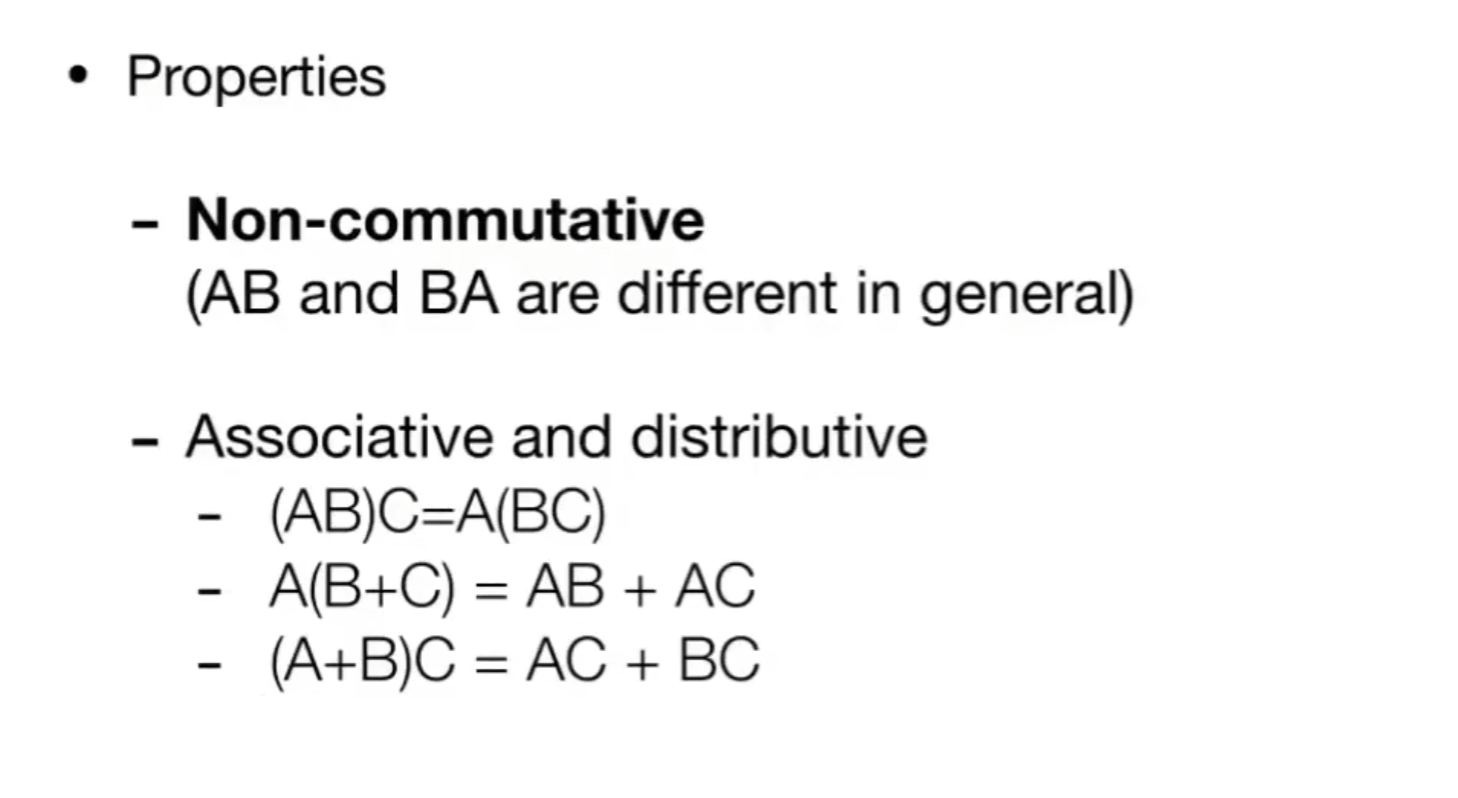 • Properties
- Non-commutative
(AB and BA are different in general)
- Associative and distributive
- (AB)C=A(BC)
- A(B+C) = AB + AC
- (A+B)C = AC + BC